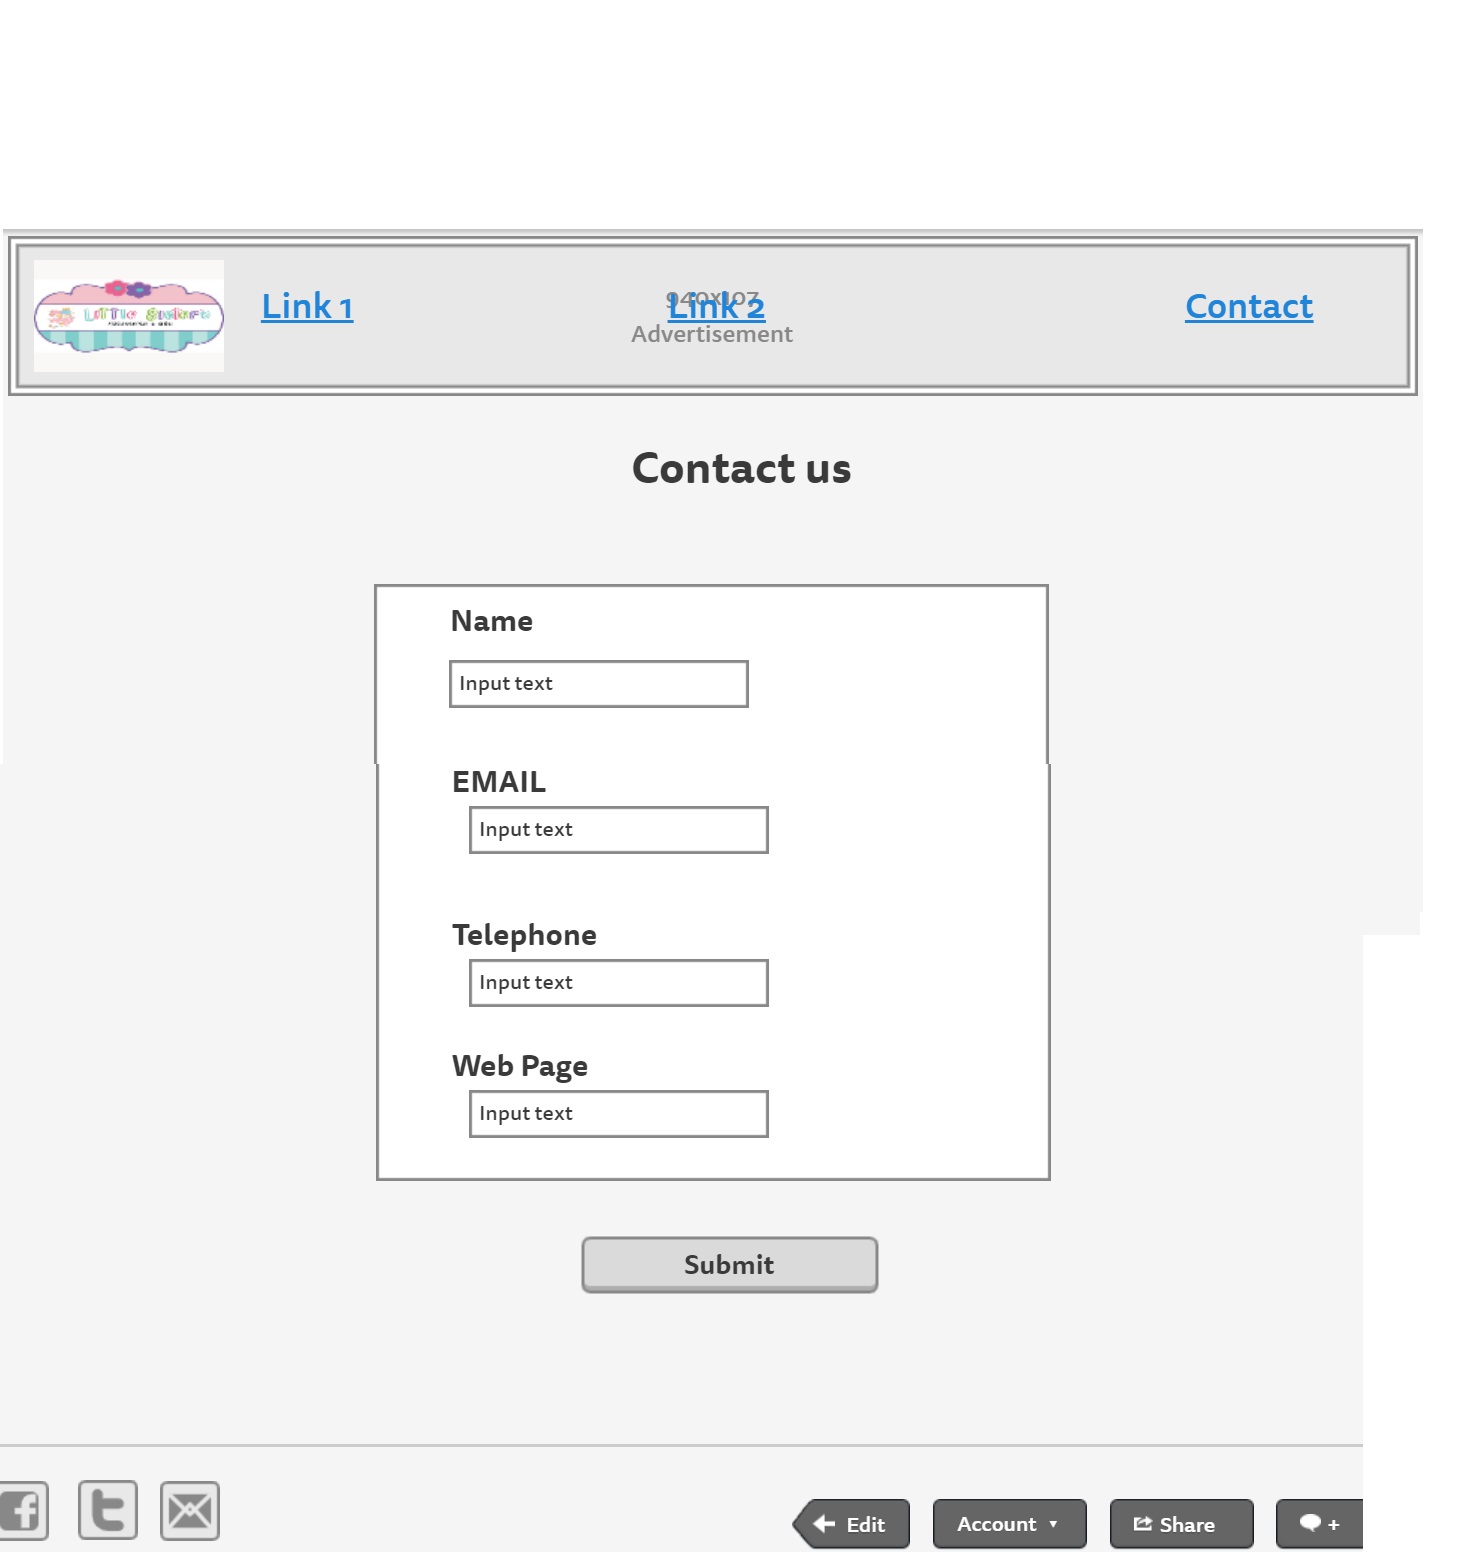 Little
Link 1
940x107
Link 2
Advertisement
Contact
Contact us
Name
Input text
EMAIL
Input text
Telephone
Input text
Web Page
Input text
Submit
Edit
Account
Share
+